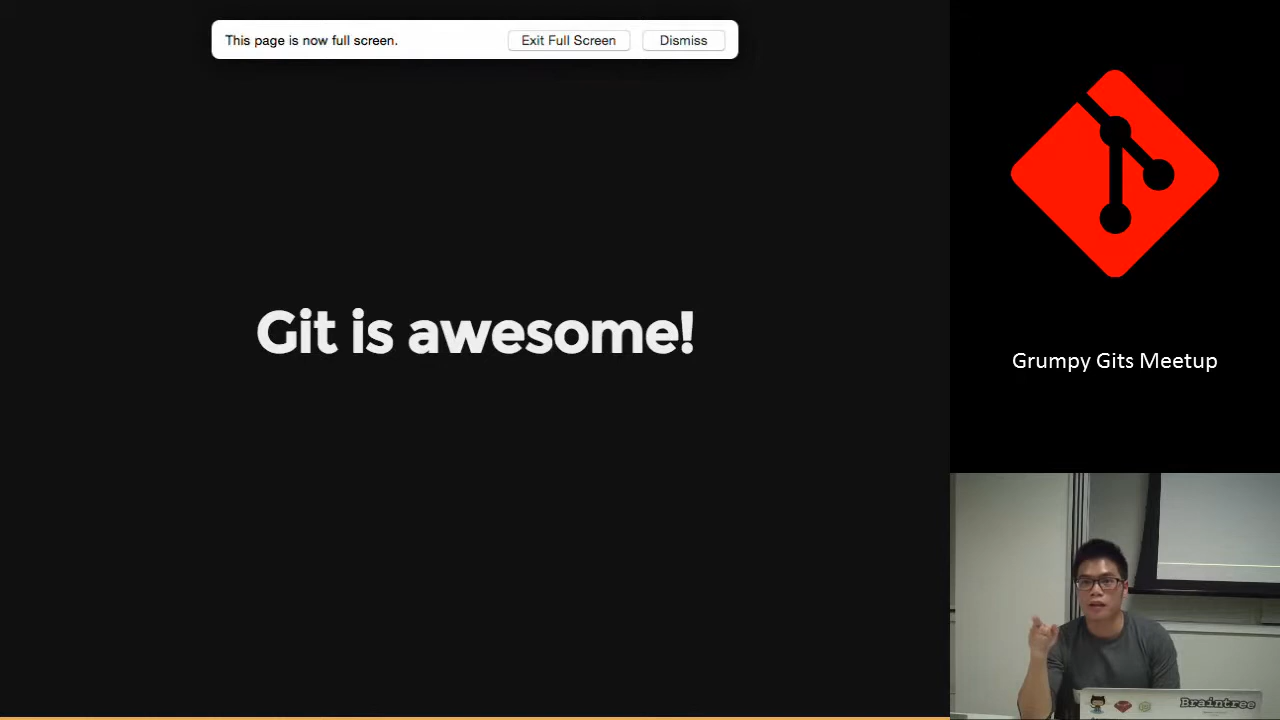 This page is now full screen.
Exit Full Screen
Dismiss
Git is awesome!
Grumpy Gits Meetup
Braintree